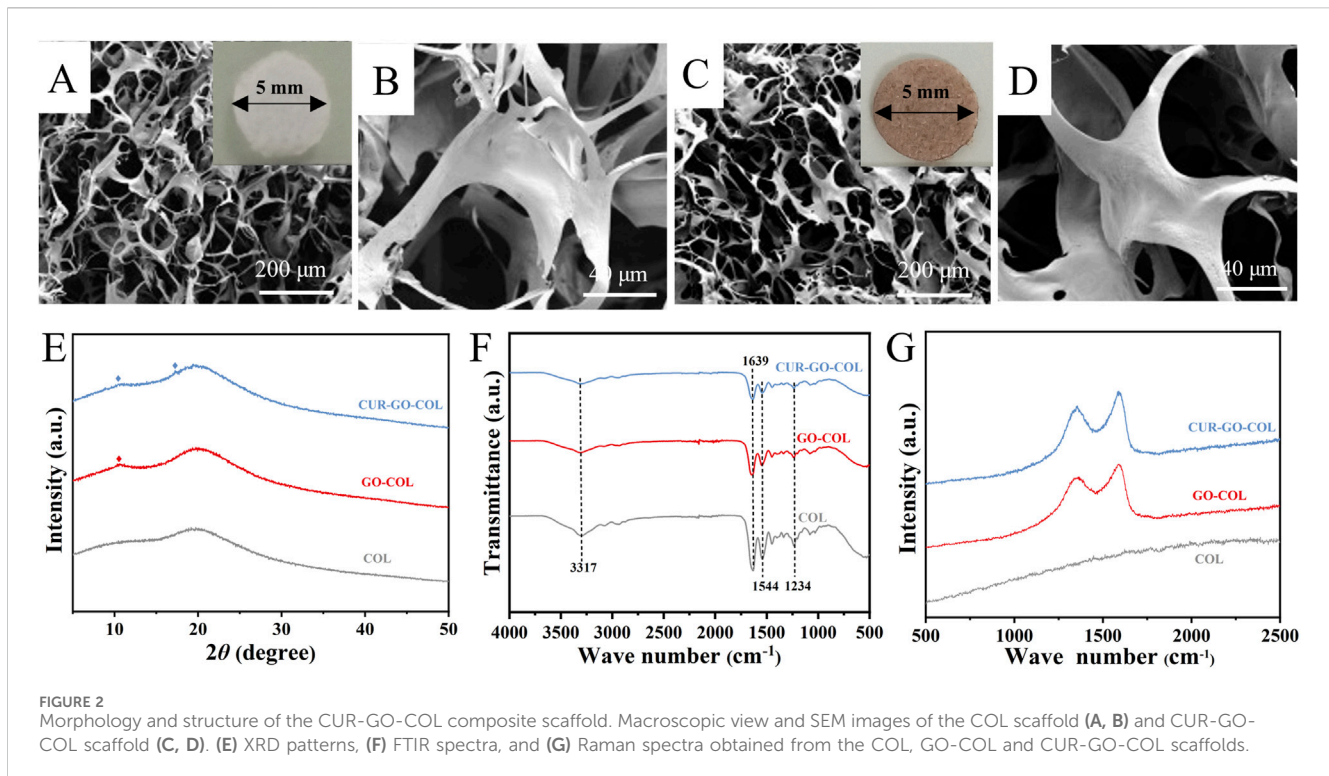 A
5 mm
200 μm
B
40 μm
C
5 mm
200 μm
D
40 μm
E
Intensity (a.u.)
CUR-GO-COL
GO-COL
COL
10 20 30 40 50
2θ (degree)
F
Transmittance (a.u.)
1639
CUR-GO-COL
GO-COL
COL
3317
1544 1234
4000 3500 3000 2500 2000 1500 1000 500
Wave number (cm⁻¹)
G
Intensity (a.u.)
CUR-GO-COL
GO-COL
COL
500 1000 1500 2000 2500
Wave number (cm⁻¹)
FIGURE 2
Morphology and structure of the CUR-GO-COL composite scaffold. Macroscopic view and SEM images of the COL scaffold (A, B) and CUR-GO-
COL scaffold (C, D). (E) XRD patterns, (F) FTIR spectra, and (G) Raman spectra obtained from the COL, GO-COL and CUR-GO-COL scaffolds.